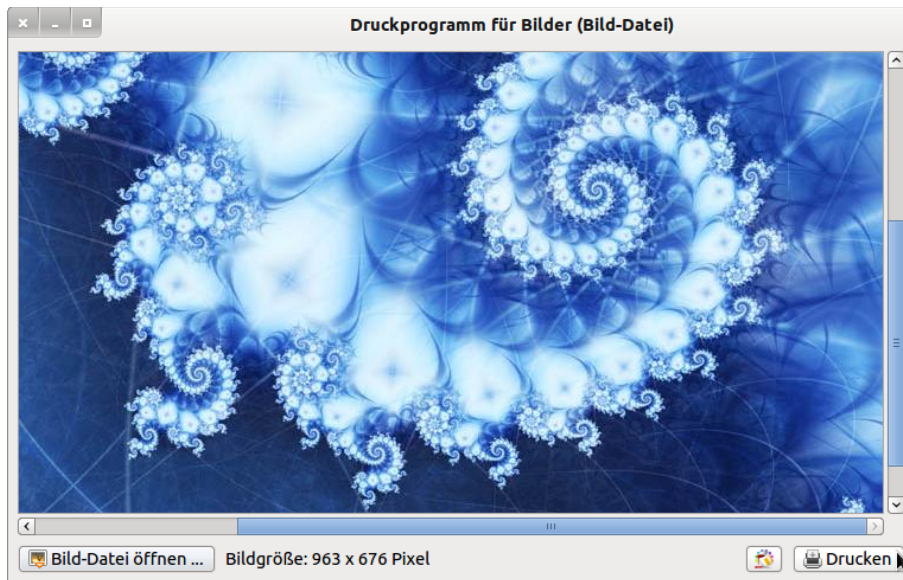 Druckprogramm für Bilder (Bild-Datei)
Bild-Datei öffnen ... Bildgröße: 963 x 676 Pixel Drucken